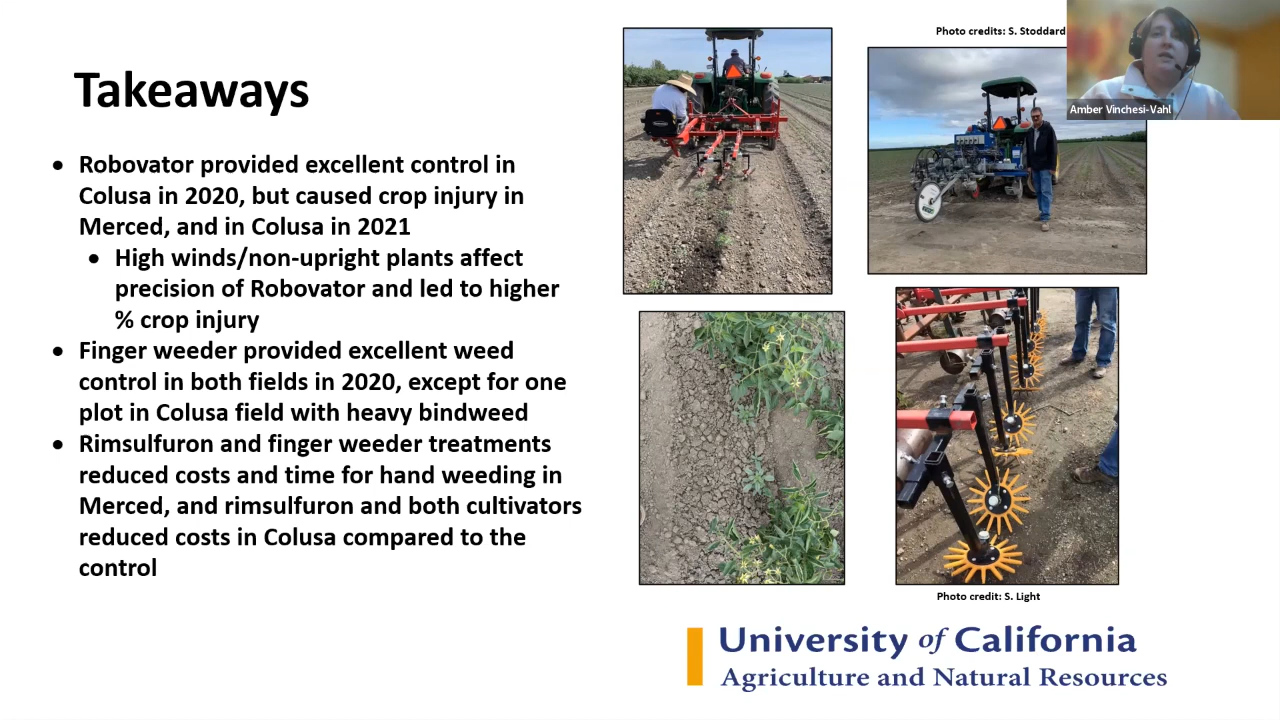 Photo credits: S. Stoddard
Amber Vinchesi-Vahl
Takeaways
• Robovator provided excellent control in
Colusa in 2020, but caused crop injury in
Merced, and in Colusa in 2021
• High winds/non-upright plants affect
precision of Robovator and led to higher
% crop injury
• Finger weeder provided excellent weed
control in both fields in 2020, except for one
plot in Colusa field with heavy bindweed
• Rimsulfuron and finger weeder treatments
reduced costs and time for hand weeding in
Merced, and rimsulfuron and both cultivators
reduced costs in Colusa compared to the
control
Photo credit: S. Light
University of California
Agriculture and Natural Resources